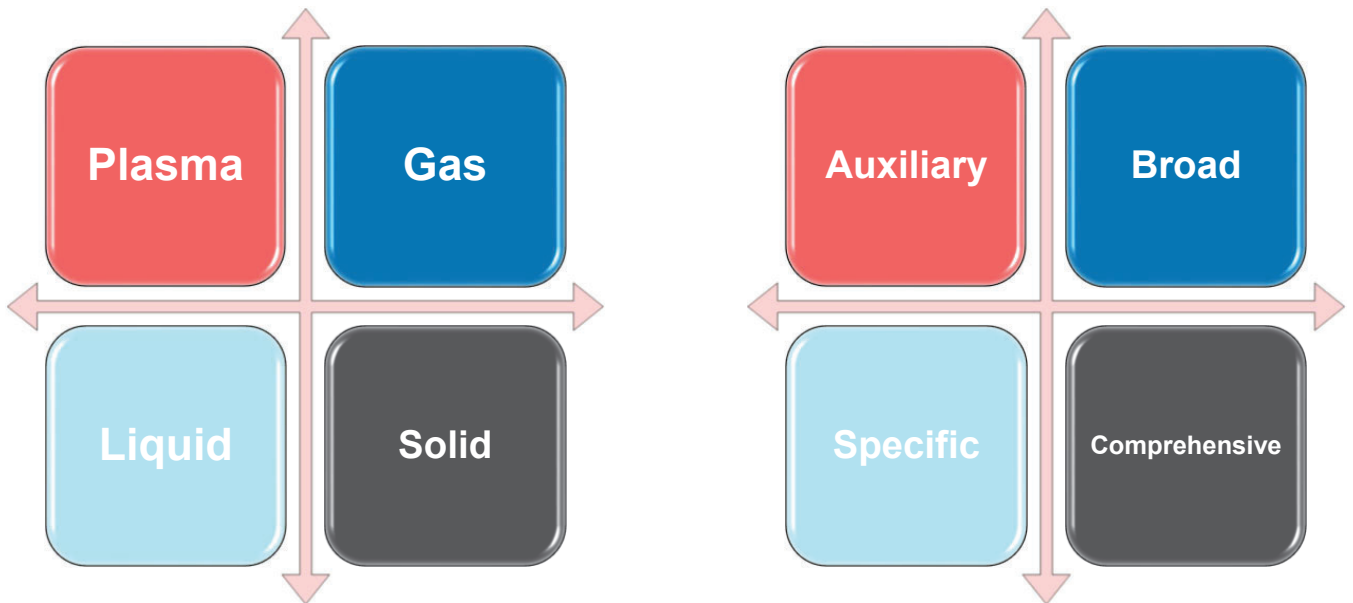 Plasma
Gas
Liquid
Solid
Auxiliary
Broad
Specific
Comprehensive